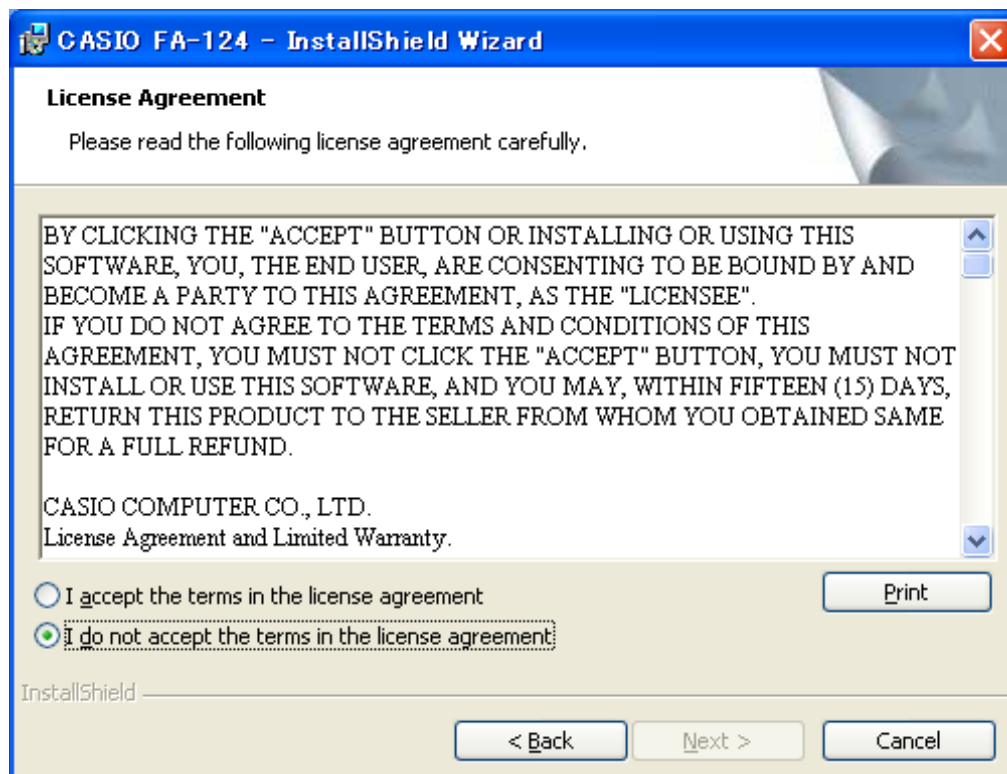 CASIO FA-124 - InstallShield Wizard
License Agreement
Please read the following license agreement carefully.
BY CLICKING THE "ACCEPT" BUTTON OR INSTALLING OR USING THIS
SOFTWARE, YOU, THE END USER, ARE CONSENTING TO BE BOUND BY AND
BECOME A PARTY TO THIS AGREEMENT, AS THE "LICENSEE".
IF YOU DO NOT AGREE TO THE TERMS AND CONDITIONS OF THIS
AGREEMENT, YOU MUST NOT CLICK THE "ACCEPT" BUTTON, YOU MUST NOT
INSTALL OR USE THIS SOFTWARE, AND YOU MAY, WITHIN FIFTEEN (15) DAYS,
RETURN THIS PRODUCT TO THE SELLER FROM WHOM YOU OBTAINED SAME
FOR A FULL REFUND.
CASIO COMPUTER CO., LTD.
License Agreement and Limited Warranty.
I accept the terms in the license agreement
Print
I do not accept the terms in the license agreement
InstallShield
< Back
Next >
Cancel